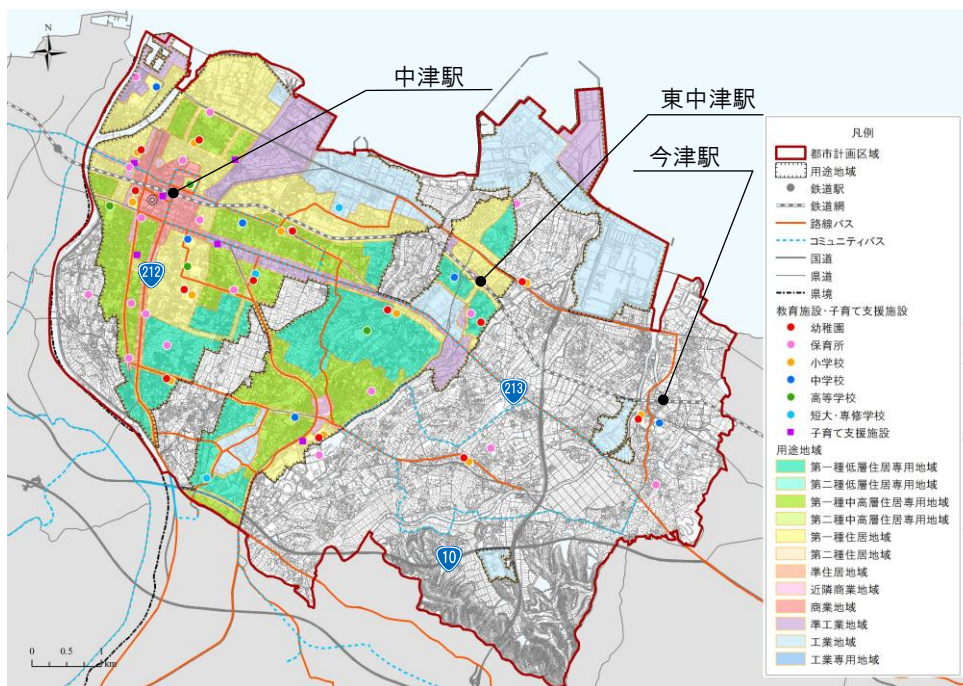 N
中津駅
東中津駅
今津駅
212
213
10
0 0.5 1
km
凡例
都市計画区域
用途地域
鉄道駅
鉄道網
路線バス
コミュニティバス
国道
県道
県境
教育施設・子育て支援施設
幼稚園
保育所
小学校
中学校
高等学校
短大・専修学校
子育て支援施設
用途地域
第一種低層住居専用地域
第二種低層住居専用地域
第一種中高層住居専用地域
第二種中高層住居専用地域
第一種住居地域
第二種住居地域
準住居地域
近隣商業地域
商業地域
準工業地域
工業地域
工業専用地域